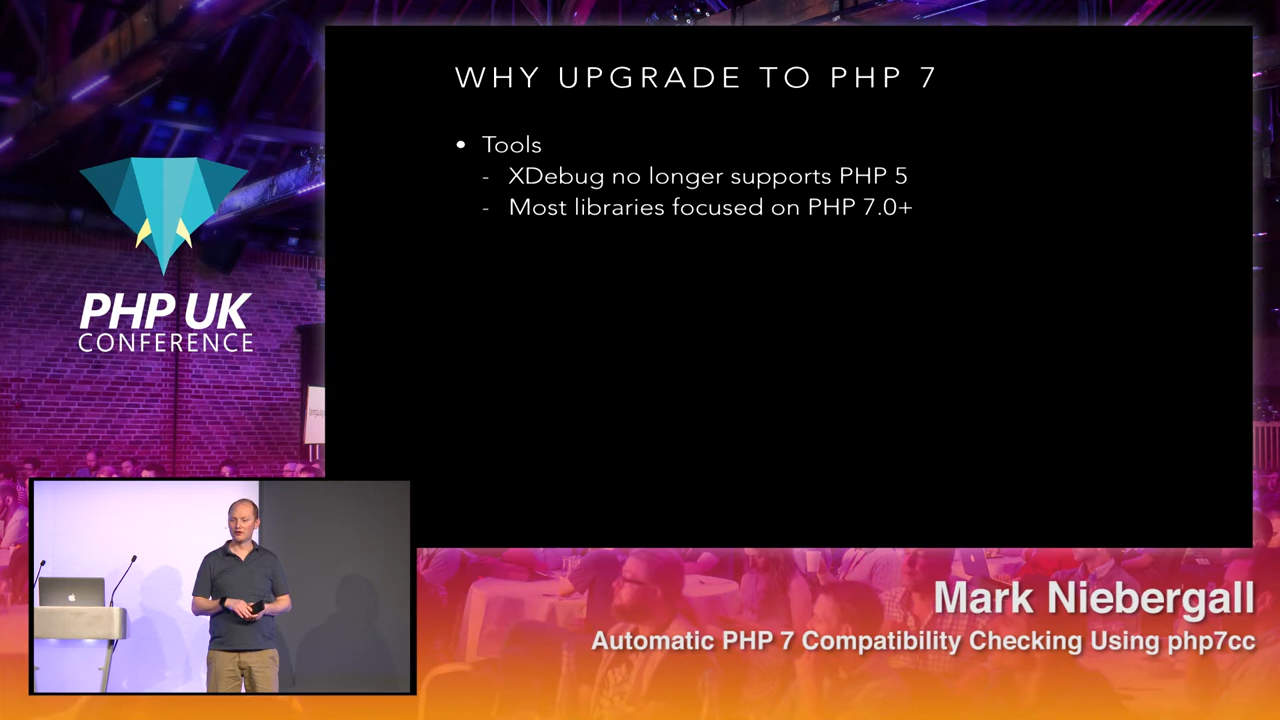 WHY UPGRADE TO PHP 7
• Tools
- XDebug no longer supports PHP 5
- Most libraries focused on PHP 7.0+
PHP UK
CONFERENCE
Mark Niebergall
Automatic PHP 7 Compatibility Checking Using php7cc